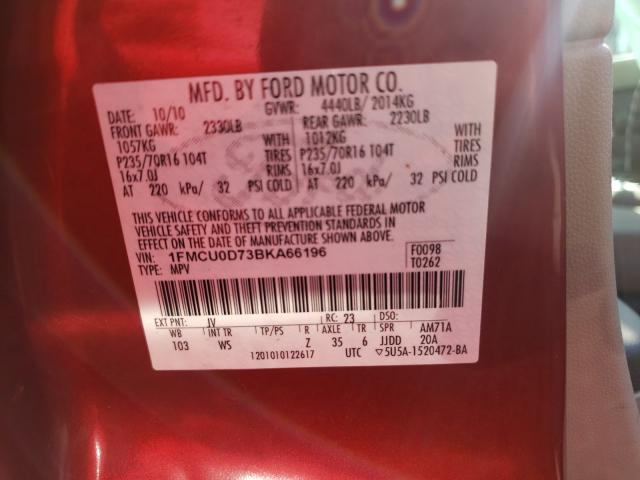 MFD. BY FORD MOTOR CO.
DATE: 10/10 GVWR: 4440LB/ 2014KG
FRONT GAWR: 2330LB REAR GAWR: 2230LB
1057KG WITH 1012KG WITH
P235/70R16 104T TIRES P235/70R16 104T TIRES
16x7.0J RIMS 16x7.0J RIMS
AT 220 kPa/ 32 PSI COLD AT 220 kPa/ 32 PSI COLD
THIS VEHICLE CONFORMS TO ALL APPLICABLE FEDERAL MOTOR
VEHICLE SAFETY AND THEFT PREVENTION STANDARDS IN
EFFECT ON THE DATE OF MANUFACTURE SHOWN ABOVE.
VIN: 1FMCU0D73BKA66196 F0098
TYPE: MPV T0262
EXT PNT: JV RC: 23 DSO:
WB INT TR TP/PS R AXLE TR SPR AM71A
103 WS Z 35 6 JJDD 20A
1201010122617 UTC ▽5U5A-1520472-BA